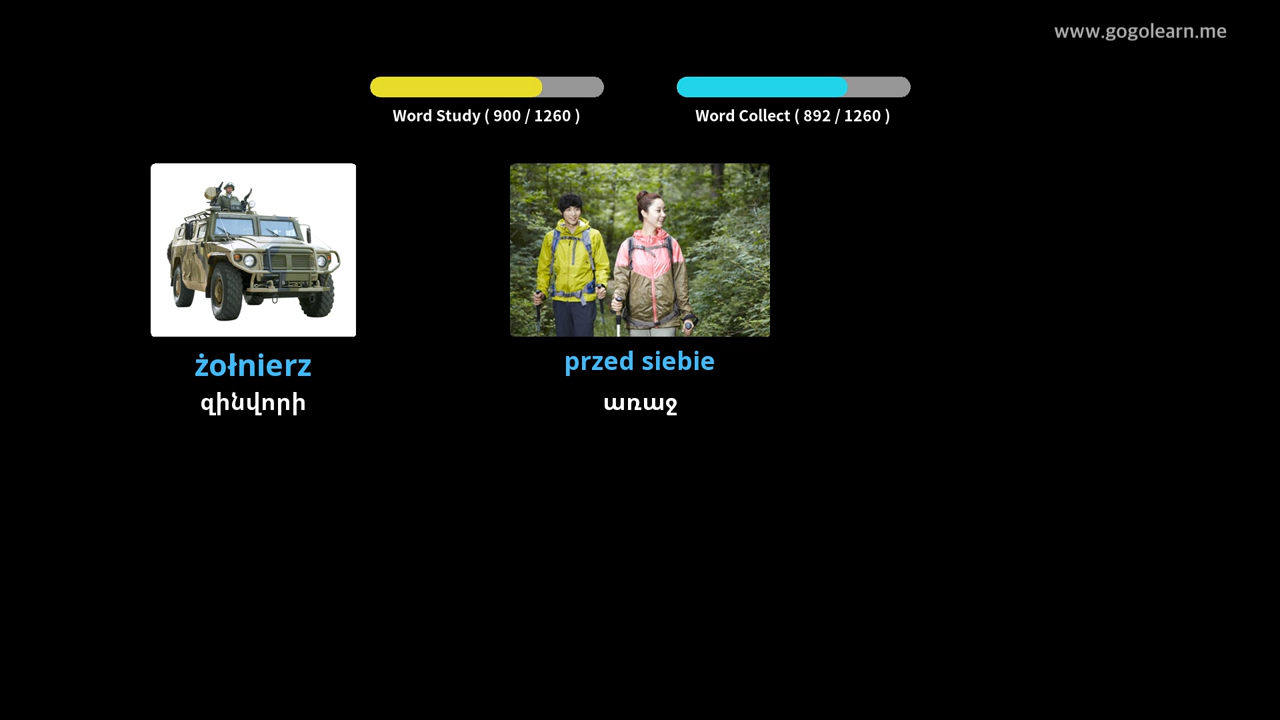 www.gogolearn.me
Word Study ( 900 / 1260 )
Word Collect ( 892 / 1260 )
żołnierz
զինվորի
przed siebie
առաջ